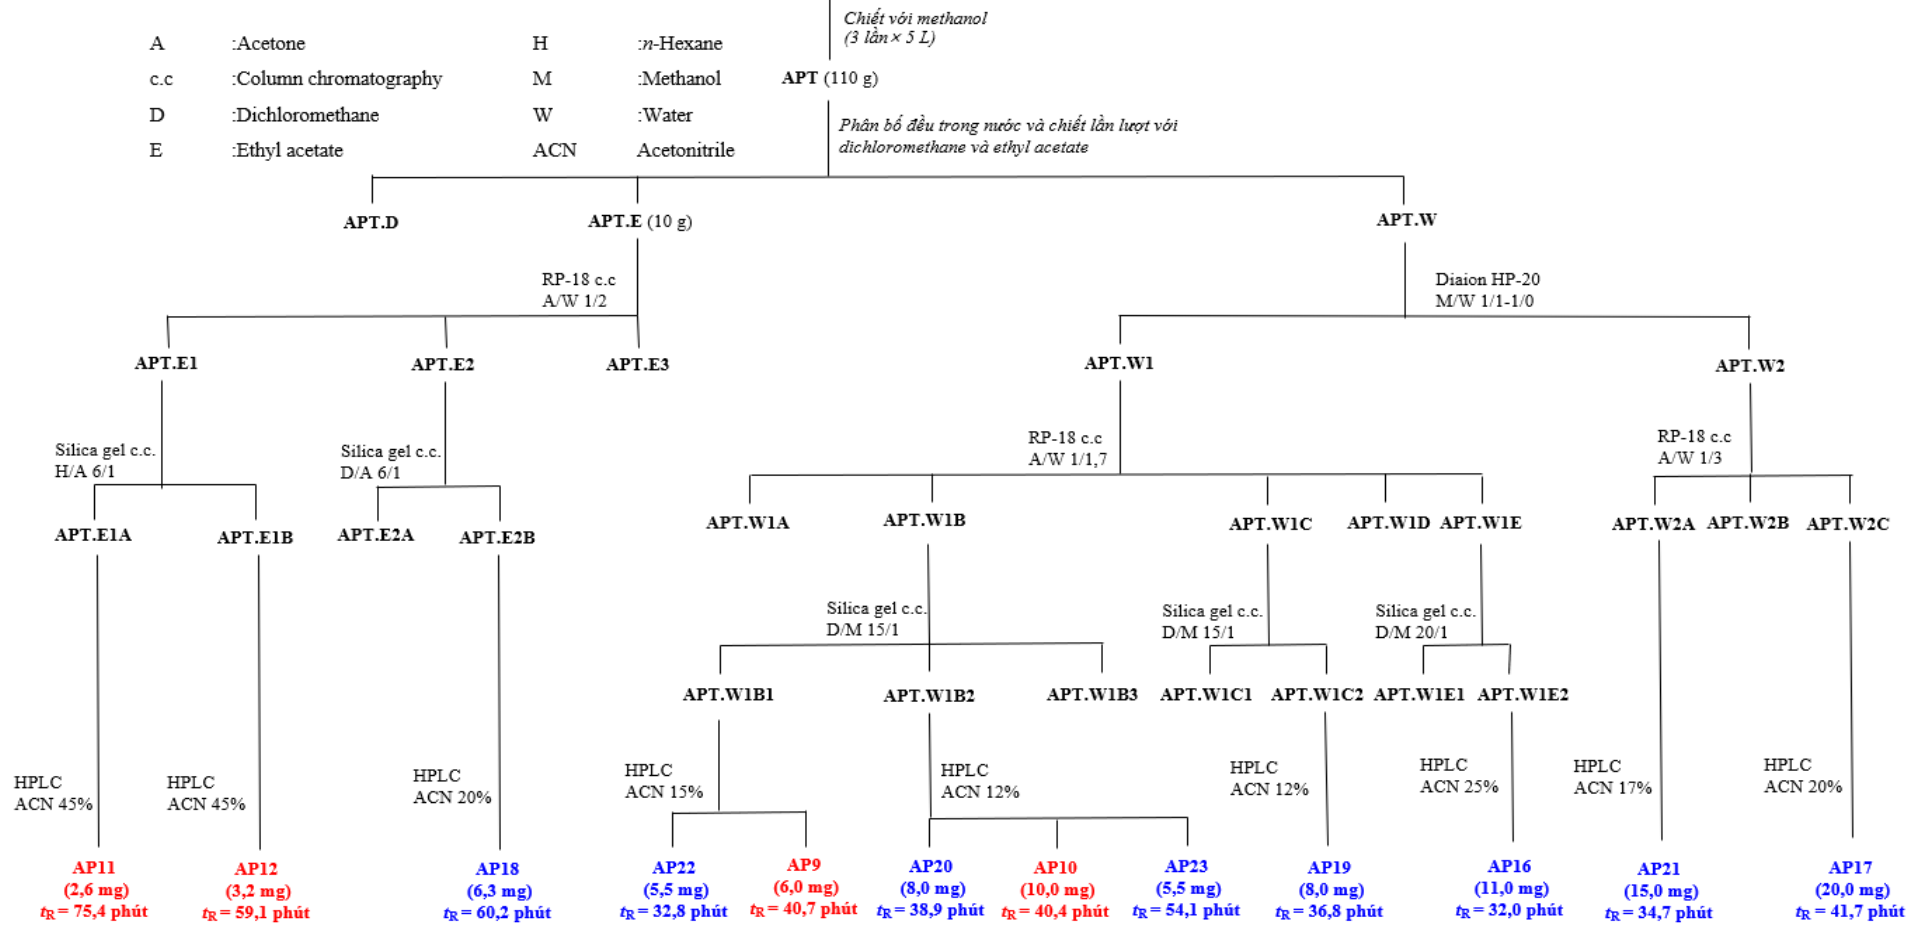 Chiết với methanol
(3 lần× 5 L)
A :Acetone H :n-Hexane
c.c :Column chromatography M :Methanol
APT (110 g)
D :Dichloromethane W :Water
E :Ethyl acetate ACN Acetonitrile
Phân bố đều trong nước và chiết lần lượt với
dichloromethane và ethyl acetate
APT.D
APT.E (10 g)
APT.W
RP-18 c.c
A/W 1/2
Diaion HP-20
M/W 1/1-1/0
APT.E1
APT.E2
APT.E3
APT.W1
APT.W2
Silica gel c.c.
H/A 6/1
Silica gel c.c.
D/A 6/1
RP-18 c.c
A/W 1/1,7
RP-18 c.c
A/W 1/3
APT.E1A
APT.E1B
APT.E2A
APT.E2B
APT.W1A
APT.W1B
APT.W1C
APT.W1D
APT.W1E
APT.W2A
APT.W2B
APT.W2C
Silica gel c.c.
D/M 15/1
Silica gel c.c.
D/M 15/1
Silica gel c.c.
D/M 20/1
APT.W1B1
APT.W1B2
APT.W1B3
APT.W1C1
APT.W1C2
APT.W1E1
APT.W1E2
HPLC
ACN 45%
HPLC
ACN 45%
HPLC
ACN 20%
HPLC
ACN 15%
HPLC
ACN 12%
HPLC
ACN 12%
HPLC
ACN 25%
HPLC
ACN 17%
HPLC
ACN 20%
AP11
(2,6 mg)
tR = 75,4 phút
AP12
(3,2 mg)
tR = 59,1 phút
AP18
(6,3 mg)
tR = 60,2 phút
AP22
(5,5 mg)
tR = 32,8 phút
AP9
(6,0 mg)
tR = 40,7 phút
AP20
(8,0 mg)
tR = 38,9 phút
AP10
(10,0 mg)
tR = 40,4 phút
AP23
(5,5 mg)
tR = 54,1 phút
AP19
(8,0 mg)
tR = 36,8 phút
AP16
(11,0 mg)
tR = 32,0 phút
AP21
(15,0 mg)
tR = 34,7 phút
AP17
(20,0 mg)
tR = 41,7 phút